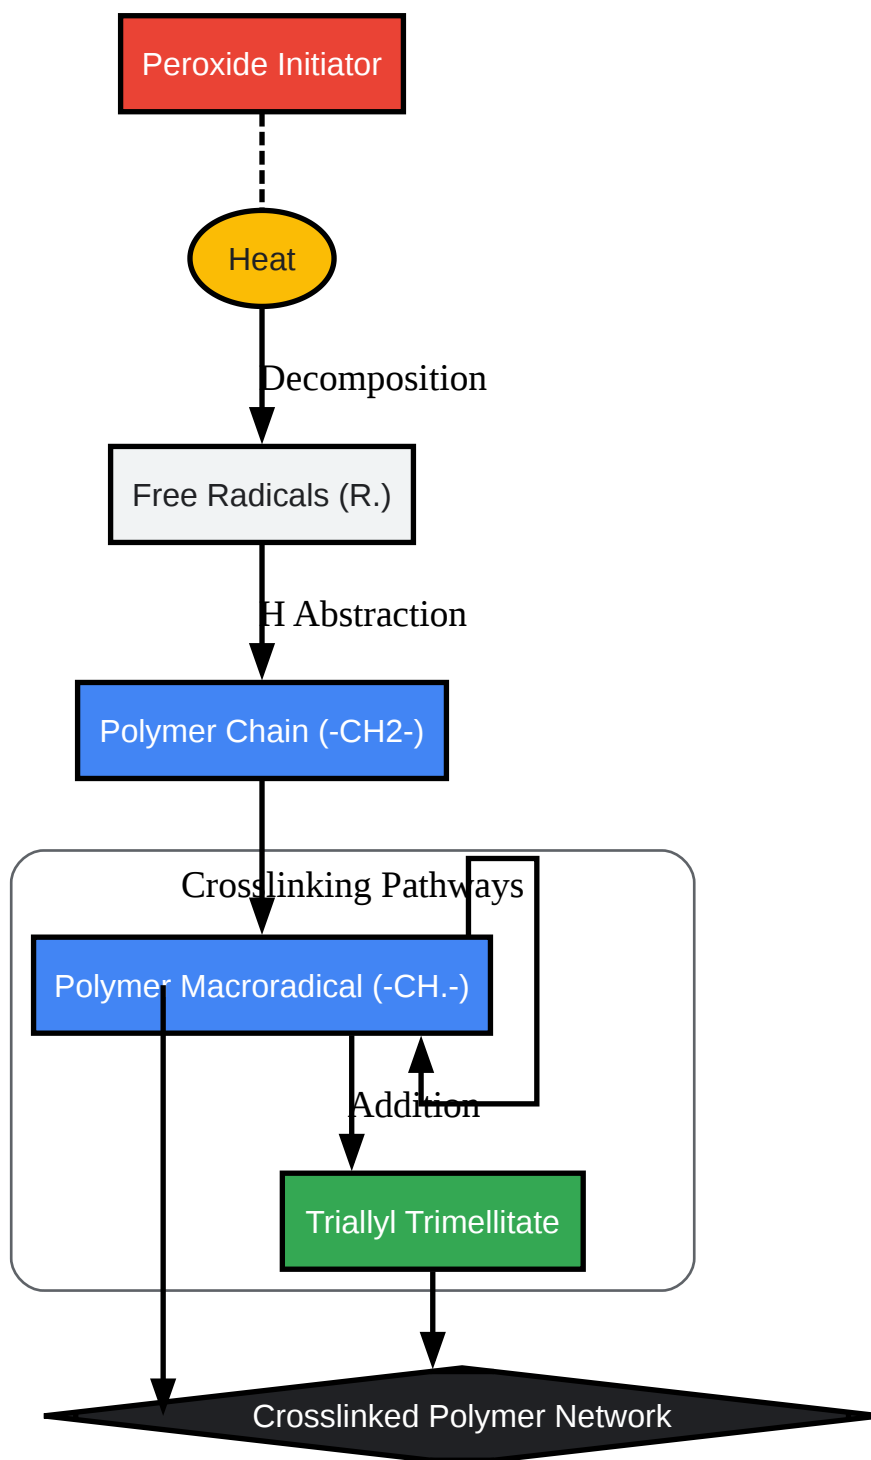 Peroxide Initiator
Heat
Decomposition
Free Radicals (R.)
H Abstraction
Polymer Chain (-CH2-)
Crosslinking Pathways
Polymer Macroradical (-CH.-)
Addition
Triallyl Trimellitate
Crosslinked Polymer Network